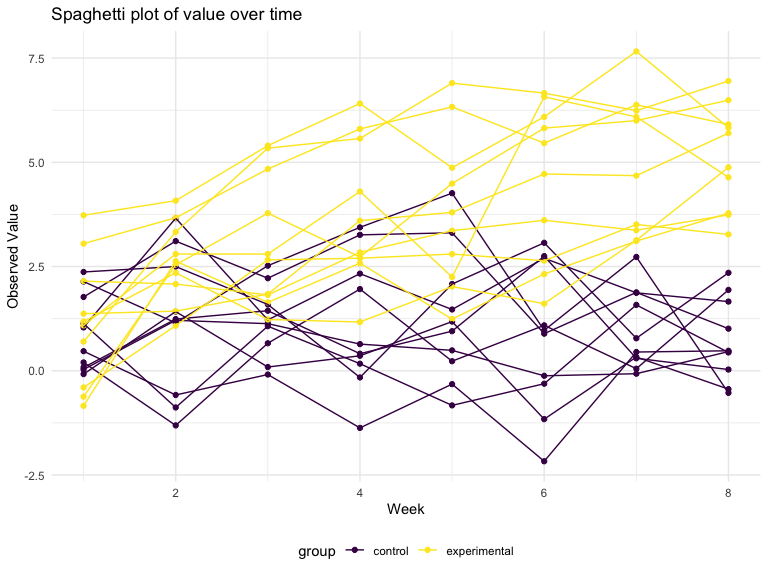 Spaghetti plot of value over time
7.5
5.0
2.5
0.0
-2.5
Observed Value
2 4 6 8
Week
group control experimental